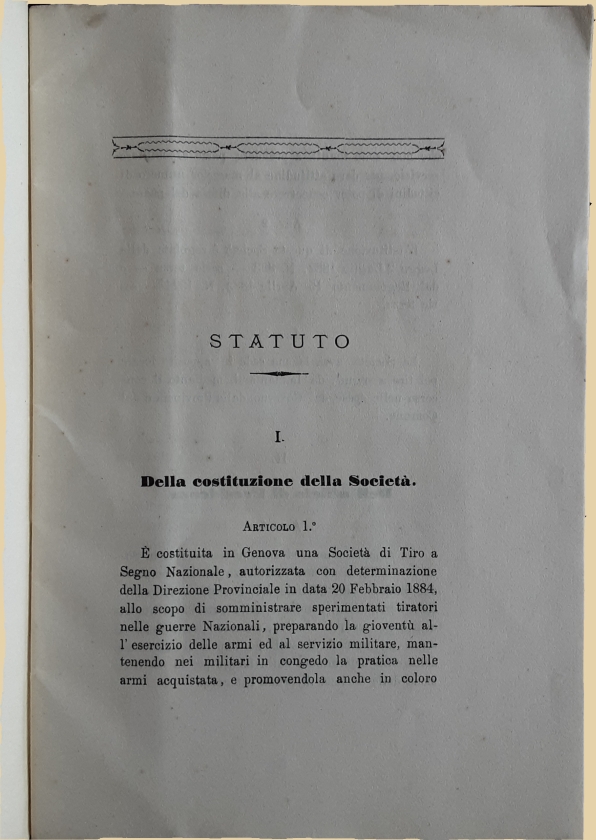 STATUTO
I.
Della costituzione della Società.
Articolo 1.°
È costituita in Genova una Società di Tiro a
Segno Nazionale, autorizzata con determinazione
della Direzione Provinciale in data 20 Febbraio 1884,
allo scopo di somministrare sperimentati tiratori
nelle guerre Nazionali, preparando la gioventù al-
l' esercizio delle armi ed al servizio militare, man-
tenendo nei militari in congedo la pratica nelle
armi acquistata, e promovendola anche in coloro